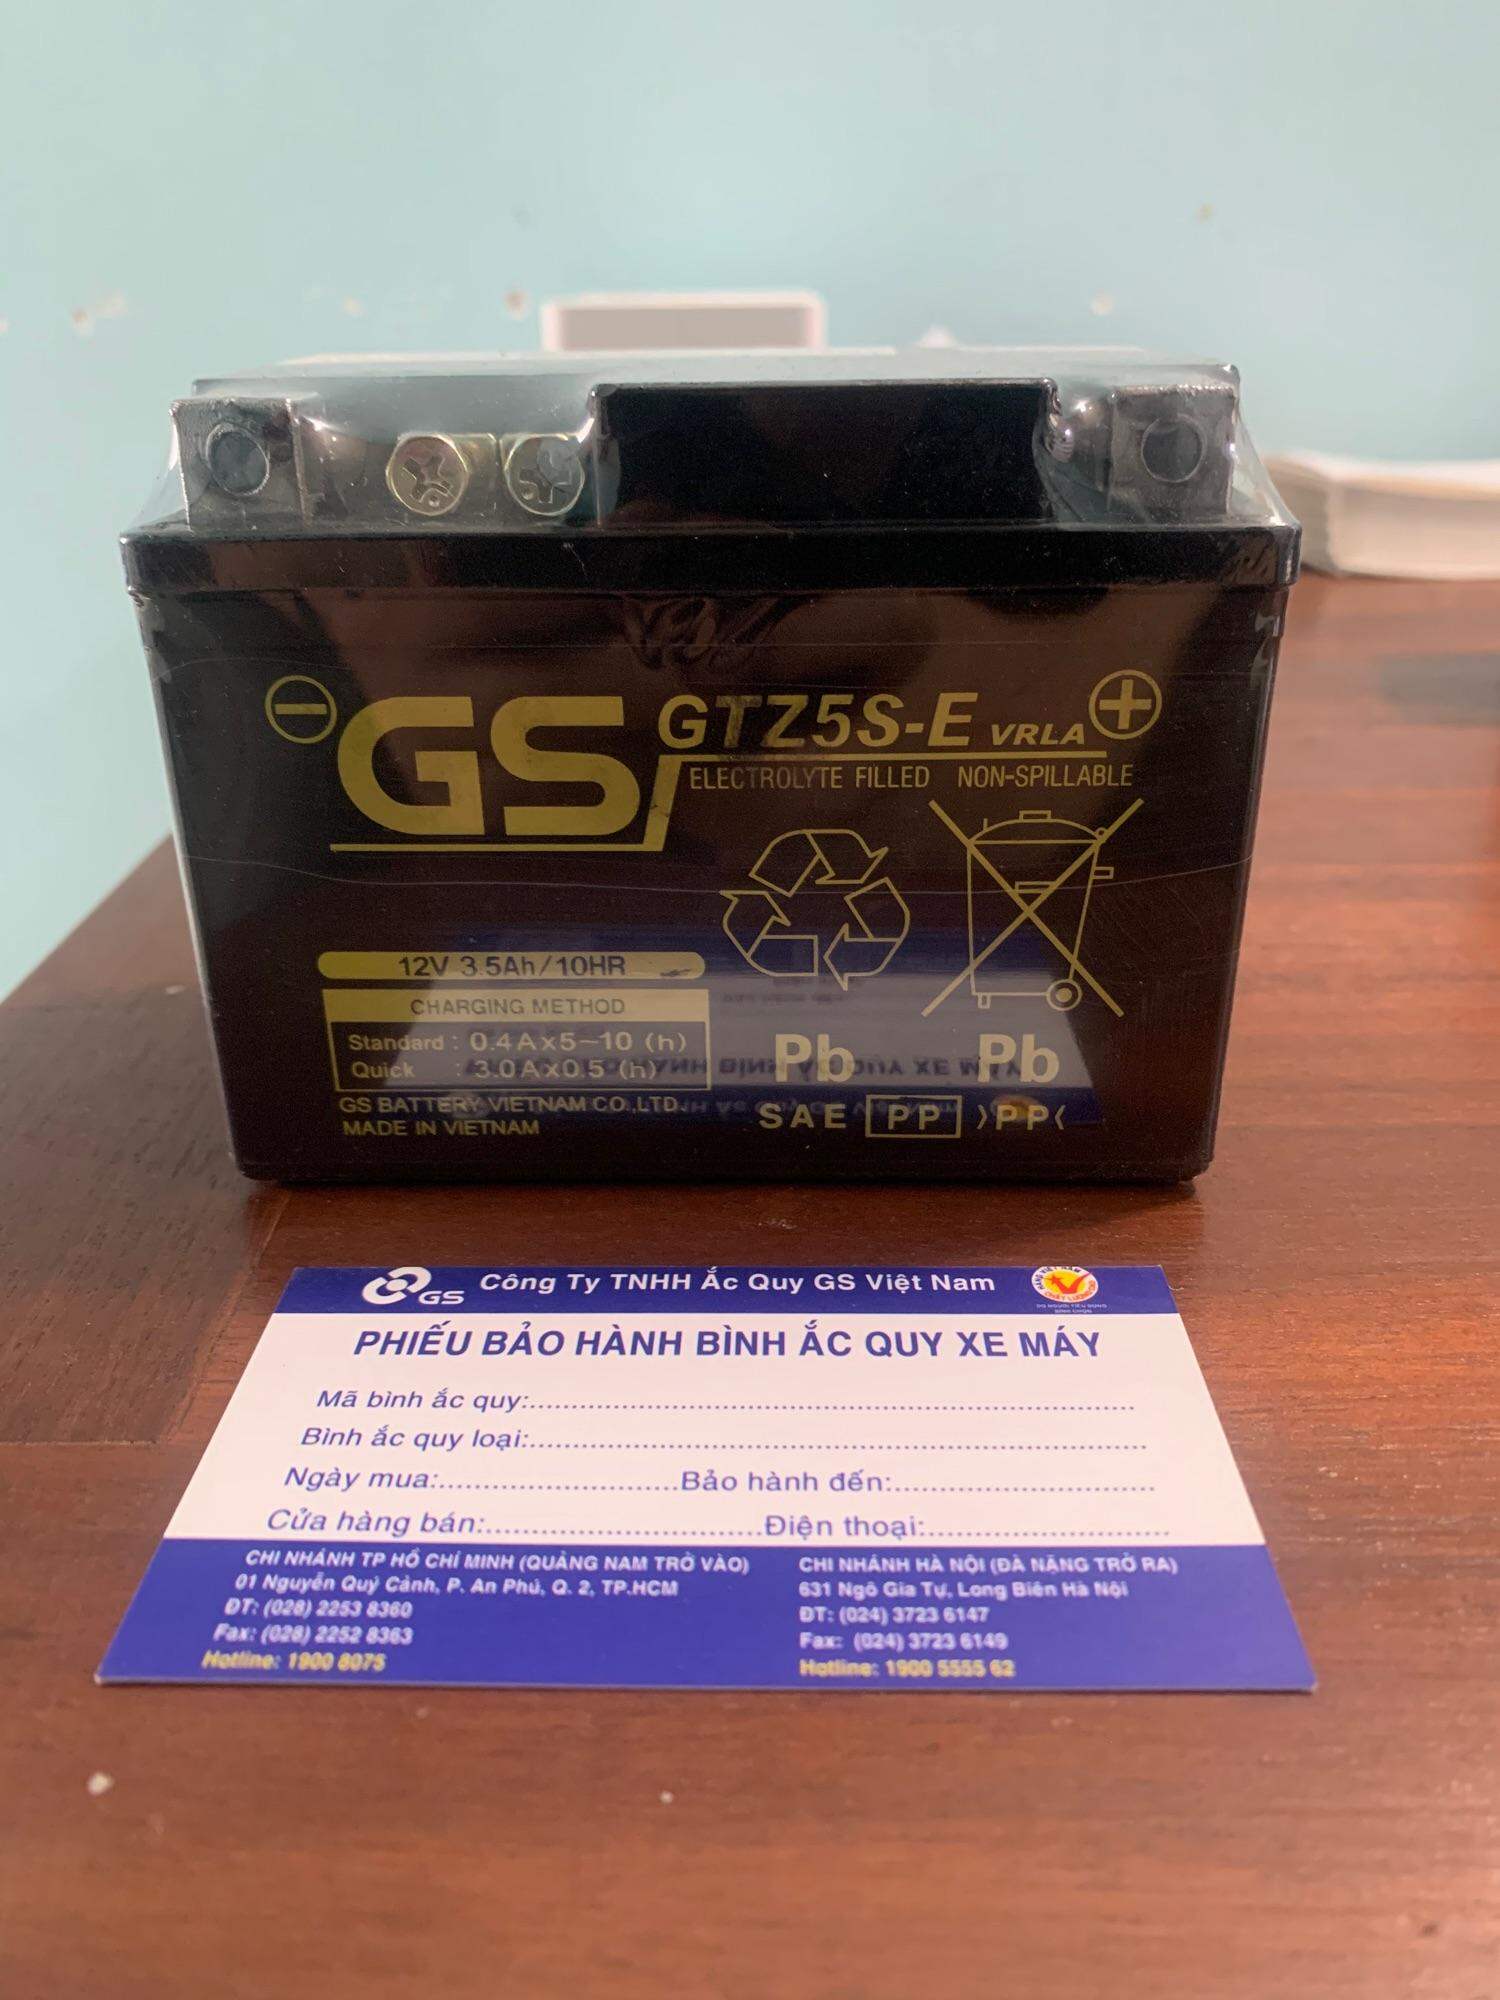 GS GTZ5S-E VRLA
ELECTROLYTE FILLED NON-SPILLABLE
12V 3.5Ah/10HR
CHARGING METHOD
Standard : 0.4A×5-10 (h)
Quick : 3.0A×0.5 (h)
GS BATTERY VIETNAM CO.,LTD.
MADE IN VIETNAM
Pb Pb
SAE PP >PP<
GS Công Ty TNHH Ắc Quy GS Việt Nam
PHIẾU BẢO HÀNH BÌNH ẮC QUY XE MÁY
Mã bình ắc quy:
Bình ắc quy loại:
Ngày mua: Bảo hành đến:
Cửa hàng bán: Điện thoại:
CHI NHÁNH TP HỒ CHÍ MINH (QUẢNG NAM TRỞ VÀO)
01 Nguyễn Quý Cảnh, P. An Phú, Q. 2, TP.HCM
ĐT: (028) 2253 8360
Fax: (028) 2252 8363
Hotline: 1900 8075
CHI NHÁNH HÀ NỘI (ĐÀ NẴNG TRỞ RA)
631 Ngô Gia Tự, Long Biên Hà Nội
ĐT: (024) 3723 6147
Fax: (024) 3723 6149
Hotline: 1900 5555 62